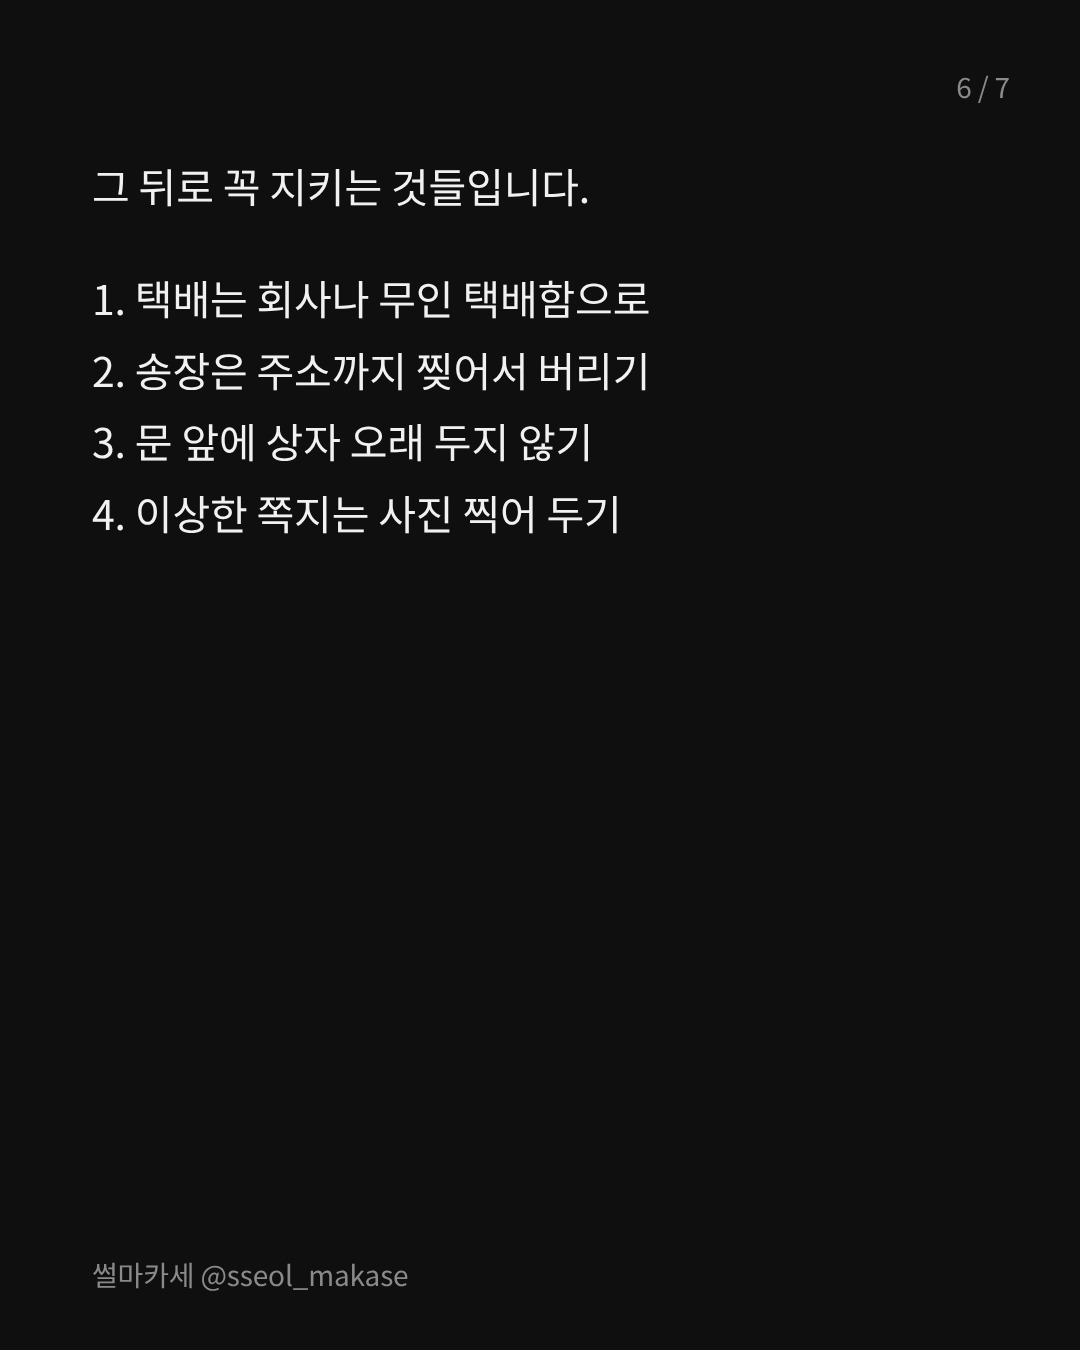 6 / 7
그 뒤로 꼭 지키는 것들입니다.
1. 택배는 회사나 무인 택배함으로
2. 송장은 주소까지 찢어서 버리기
3. 문 앞에 상자 오래 두지 않기
4. 이상한 쪽지는 사진 찍어 두기
썰마카세 @sseol_makase